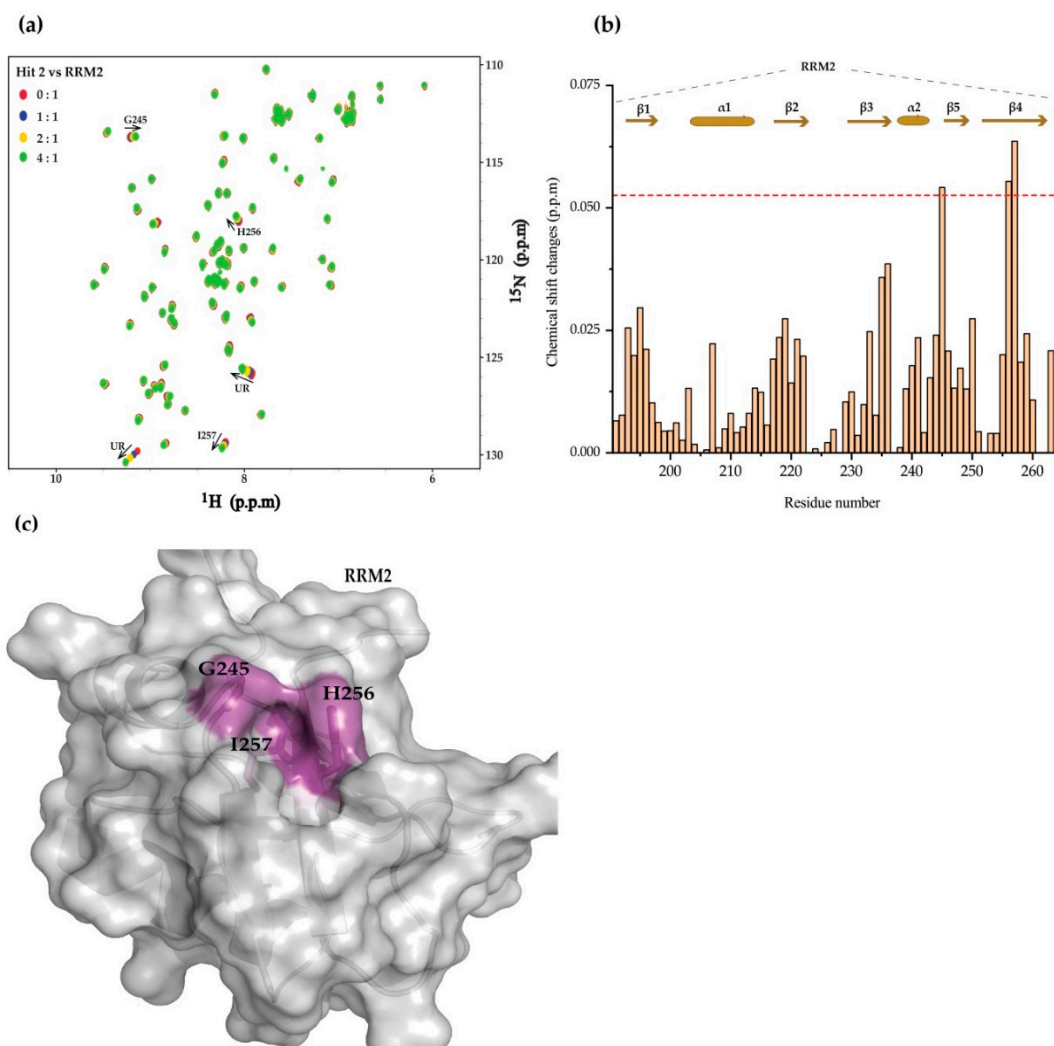 (a)
Hit 2 vs RRM2
0 : 1
1 : 1
2 : 1
4 : 1
G245
H256
UR
I257
UR
110
115
120
125
130
15N (p.p.m)
10 8 6
1H (p.p.m)
(b)
RRM2
β1 α1 β2 β3 α2 β5 β4
0.075
0.050
0.025
0.000
Chemical shift changes (p.p.m)
200 210 220 230 240 250 260
Residue number
(c)
RRM2
G245
H256
I257